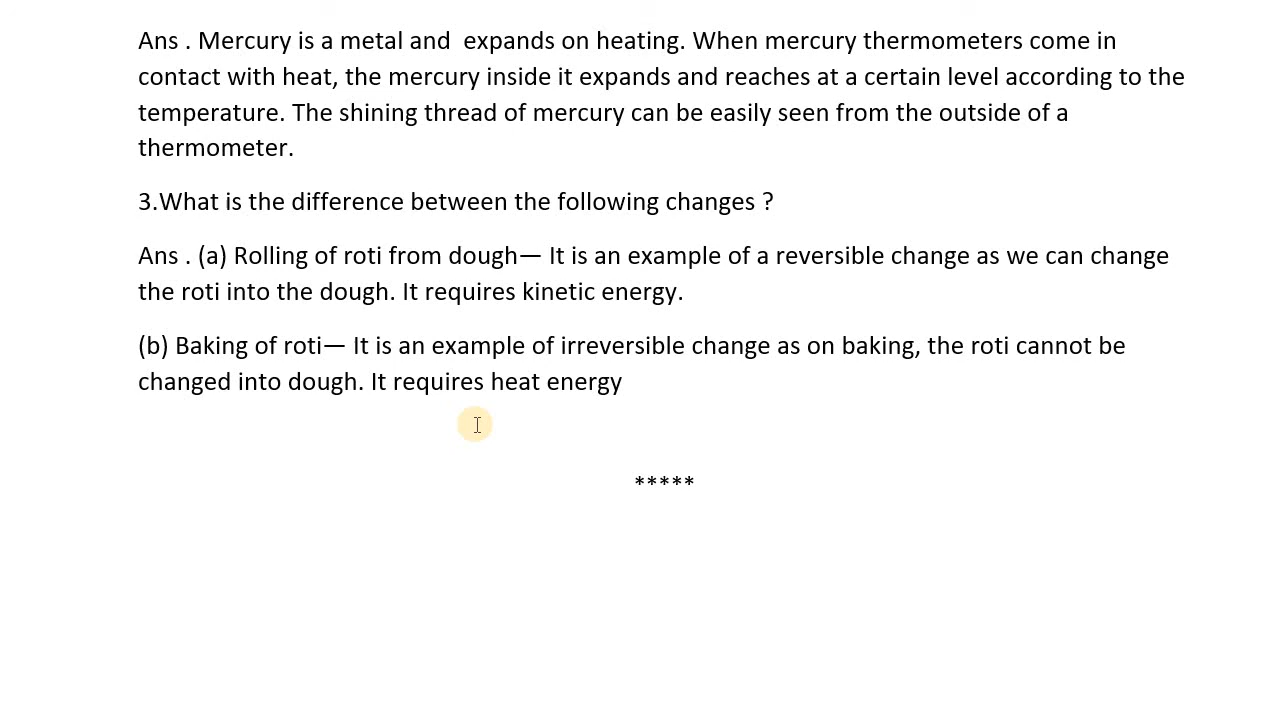 Ans . Mercury is a metal and  expands on heating. When mercury thermometers come in
contact with heat, the mercury inside it expands and reaches at a certain level according to the
temperature. The shining thread of mercury can be easily seen from the outside of a
thermometer.
3.What is the difference between the following changes ?
Ans . (a) Rolling of roti from dough— It is an example of a reversible change as we can change
the roti into the dough. It requires kinetic energy.
(b) Baking of roti— It is an example of irreversible change as on baking, the roti cannot be
changed into dough. It requires heat energy
*****